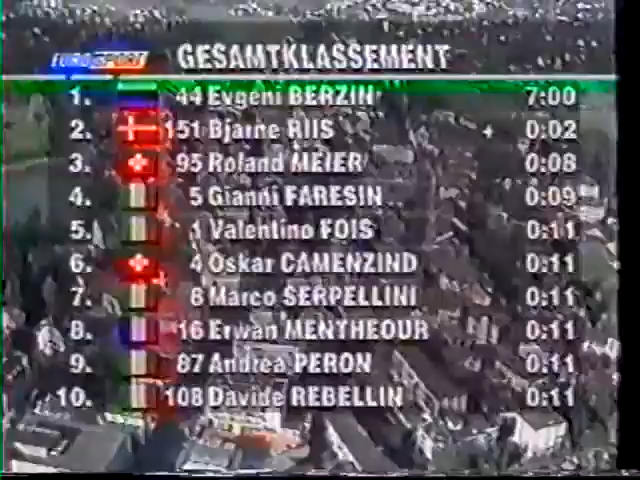 EUROSPORT GESAMTKLASSEMENT
1. 44 Evgeni BERZIN 7:00
2. 151 Bjarne RIIS + 0:02
3. 95 Roland MEIER 0:08
4. 5 Gianni FARESIN 0:09
5. 1 Valentino FOIS 0:11
6. 4 Oskar CAMENZIND 0:11
7. 8 Marco SERPELLINI 0:11
8. 16 Erwan MENTHEOUR 0:11
9. 87 Andrea PERON 0:11
10. 108 Davide REBELLIN 0:11